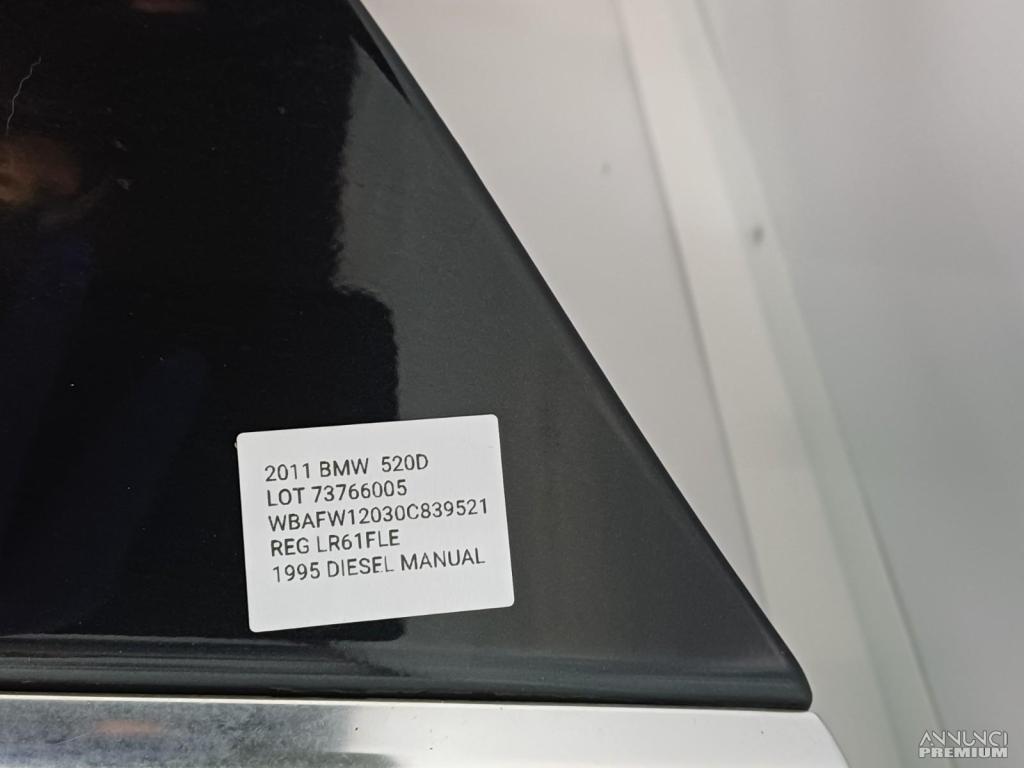 2011 BMW 520D
LOT 73766005
WBAFW12030C839521
REG LR61FLE
1995 DIESEL MANUAL
ANNUNCI
PREMIUM